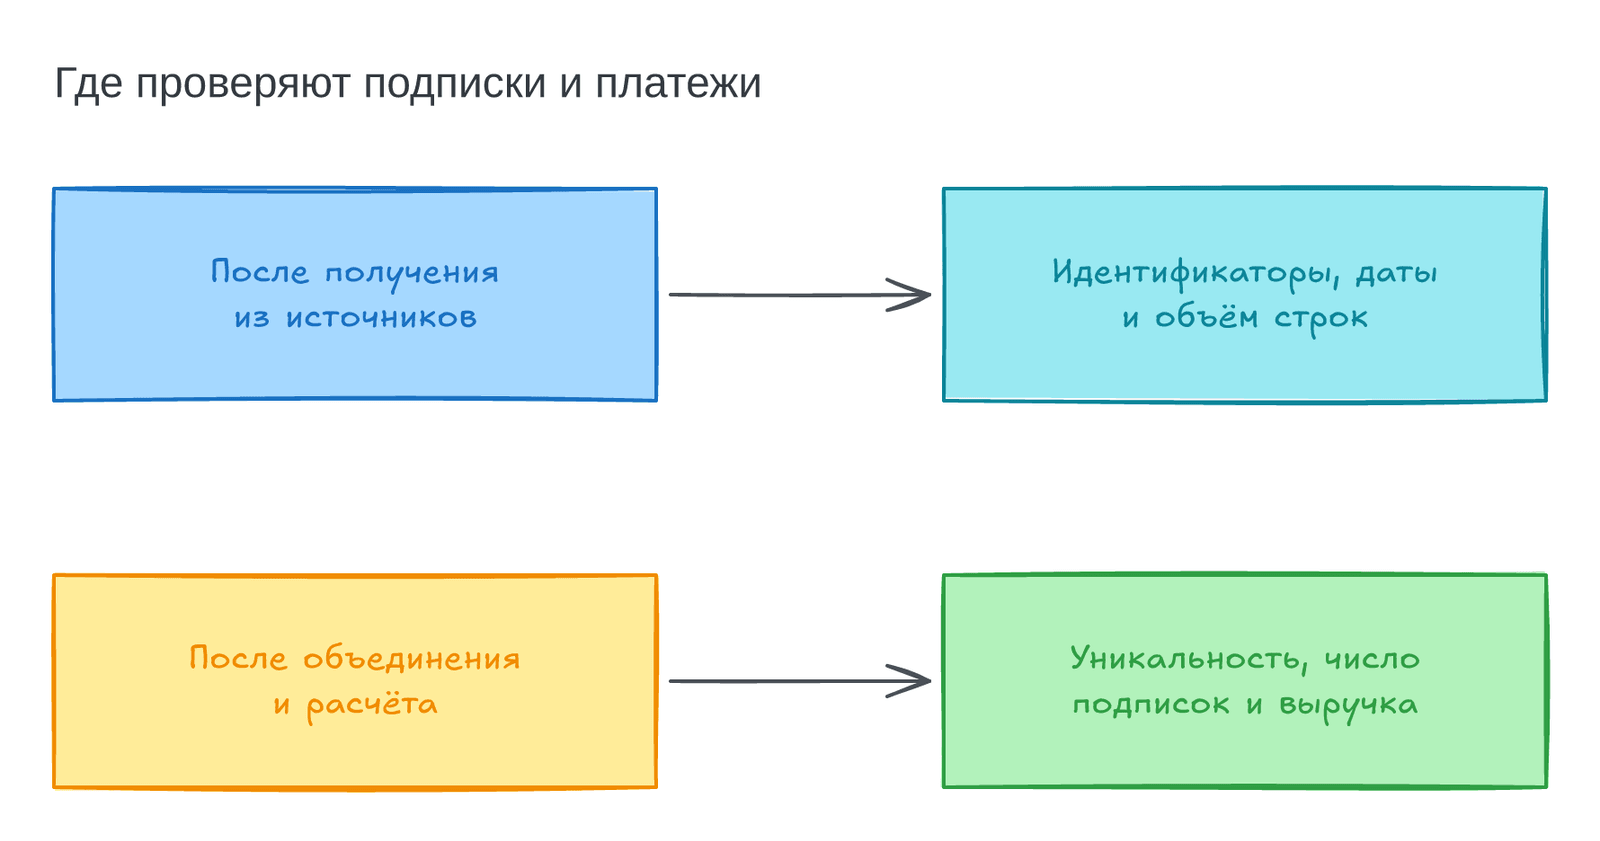 Где проверяют подписки и платежи
После получения
из источников
Идентификаторы, даты
и объём строк
После объединения
и расчёта
Уникальность, число
подписок и выручка